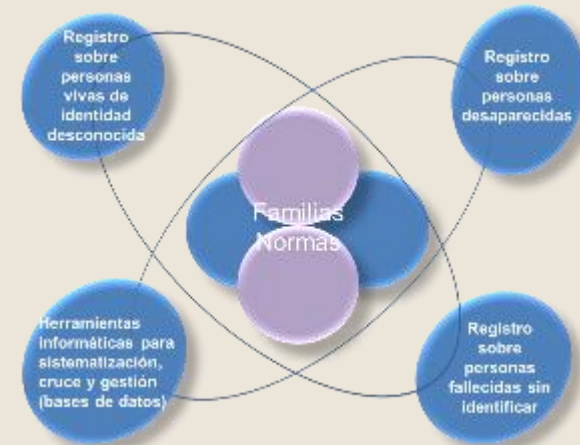 Registro
sobre
personas
vivas de
identidad
desconocida
Registro
sobre
personas
desaparecidas
Familias
Normas
Herramientas
informáticas para
sistematización,
cruce y gestión
(bases de datos)
Registro
sobre
personas
fallecidas sin
identificar